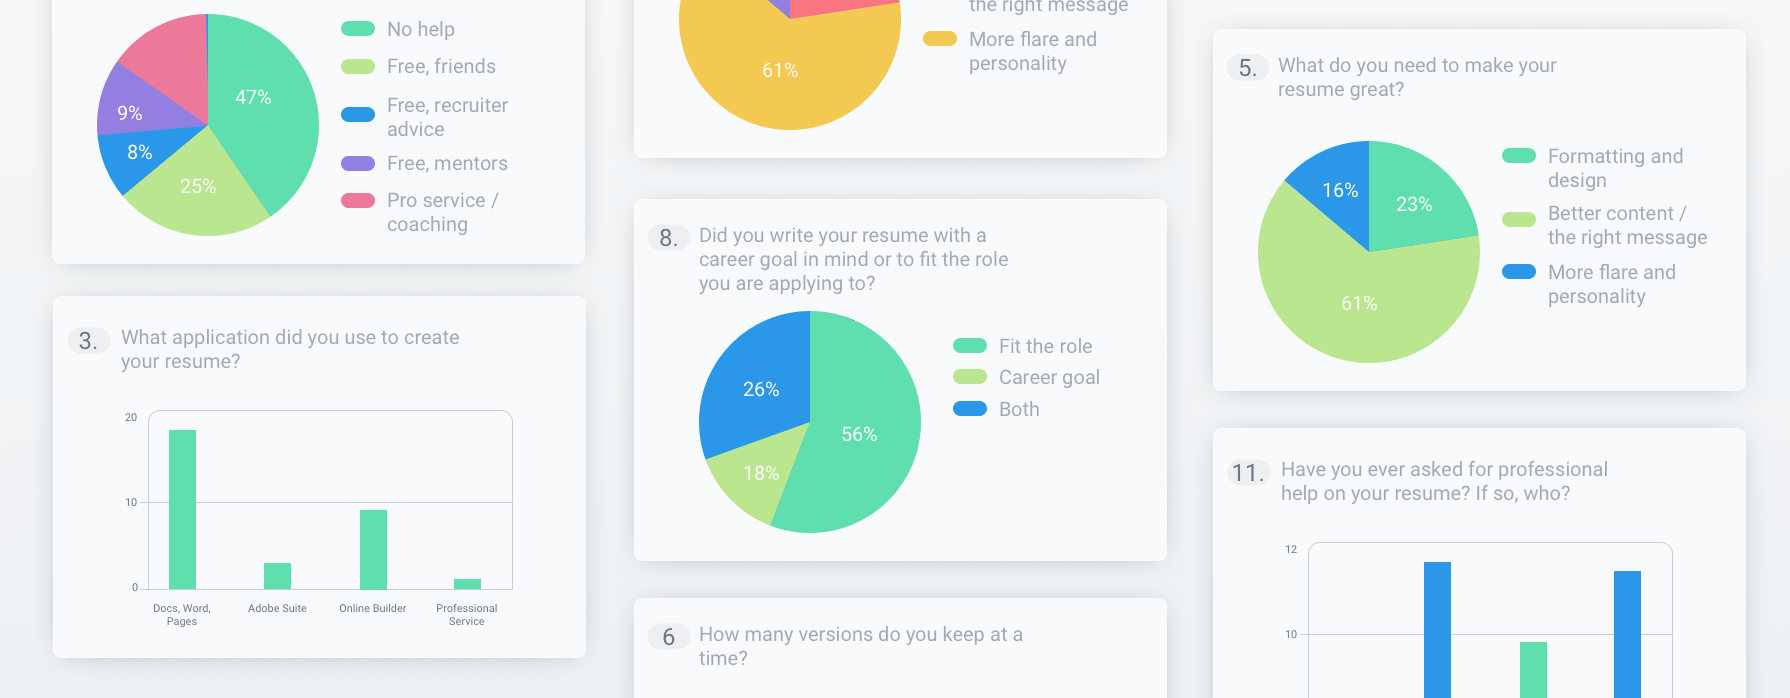 No help
Free, friends
Free, recruiter
advice
Free, mentors
Pro service /
coaching
47%
9%
8%
25%
3.
What application did you use to create
your resume?
20
10
0
Docs, Word,
Pages
Adobe Suite
Online Builder
Professional
Service
the right message
More flare and
personality
61%
8.
Did you write your resume with a
career goal in mind or to fit the role
you are applying to?
26%
56%
18%
Fit the role
Career goal
Both
6
How many versions do you keep at a
time?
5.
What do you need to make your
resume great?
16%
23%
61%
Formatting and
design
Better content /
the right message
More flare and
personality
11.
Have you ever asked for professional
help on your resume? If so, who?
12
10